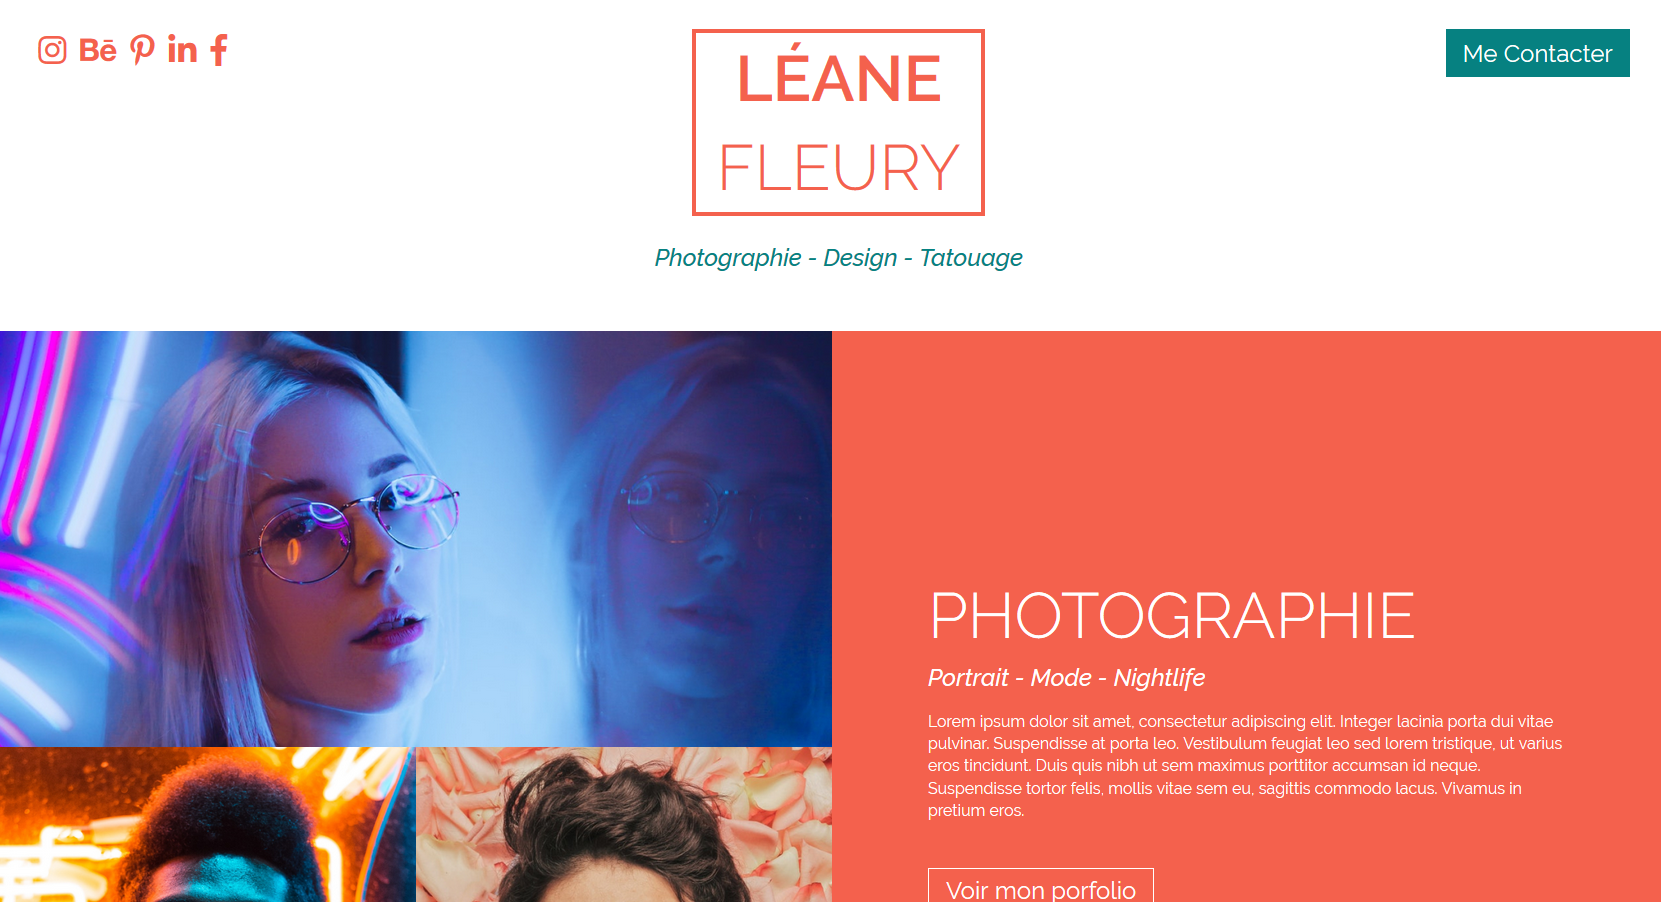 Bē
in
LÉANE
FLEURY
Me Contacter
Photographie - Design - Tatouage
PHOTOGRAPHIE
Portrait - Mode - Nightlife
Lorem ipsum dolor sit amet, consectetur adipiscing elit. Integer lacinia porta dui vitae
pulvinar. Suspendisse at porta leo. Vestibulum feugiat leo sed lorem tristique, ut varius
eros tincidunt. Duis quis nibh ut sem maximus porttitor accumsan id neque.
Suspendisse tortor felis, mollis vitae sem eu, sagittis commodo lacus. Vivamus in
pretium eros.
Voir mon porfolio